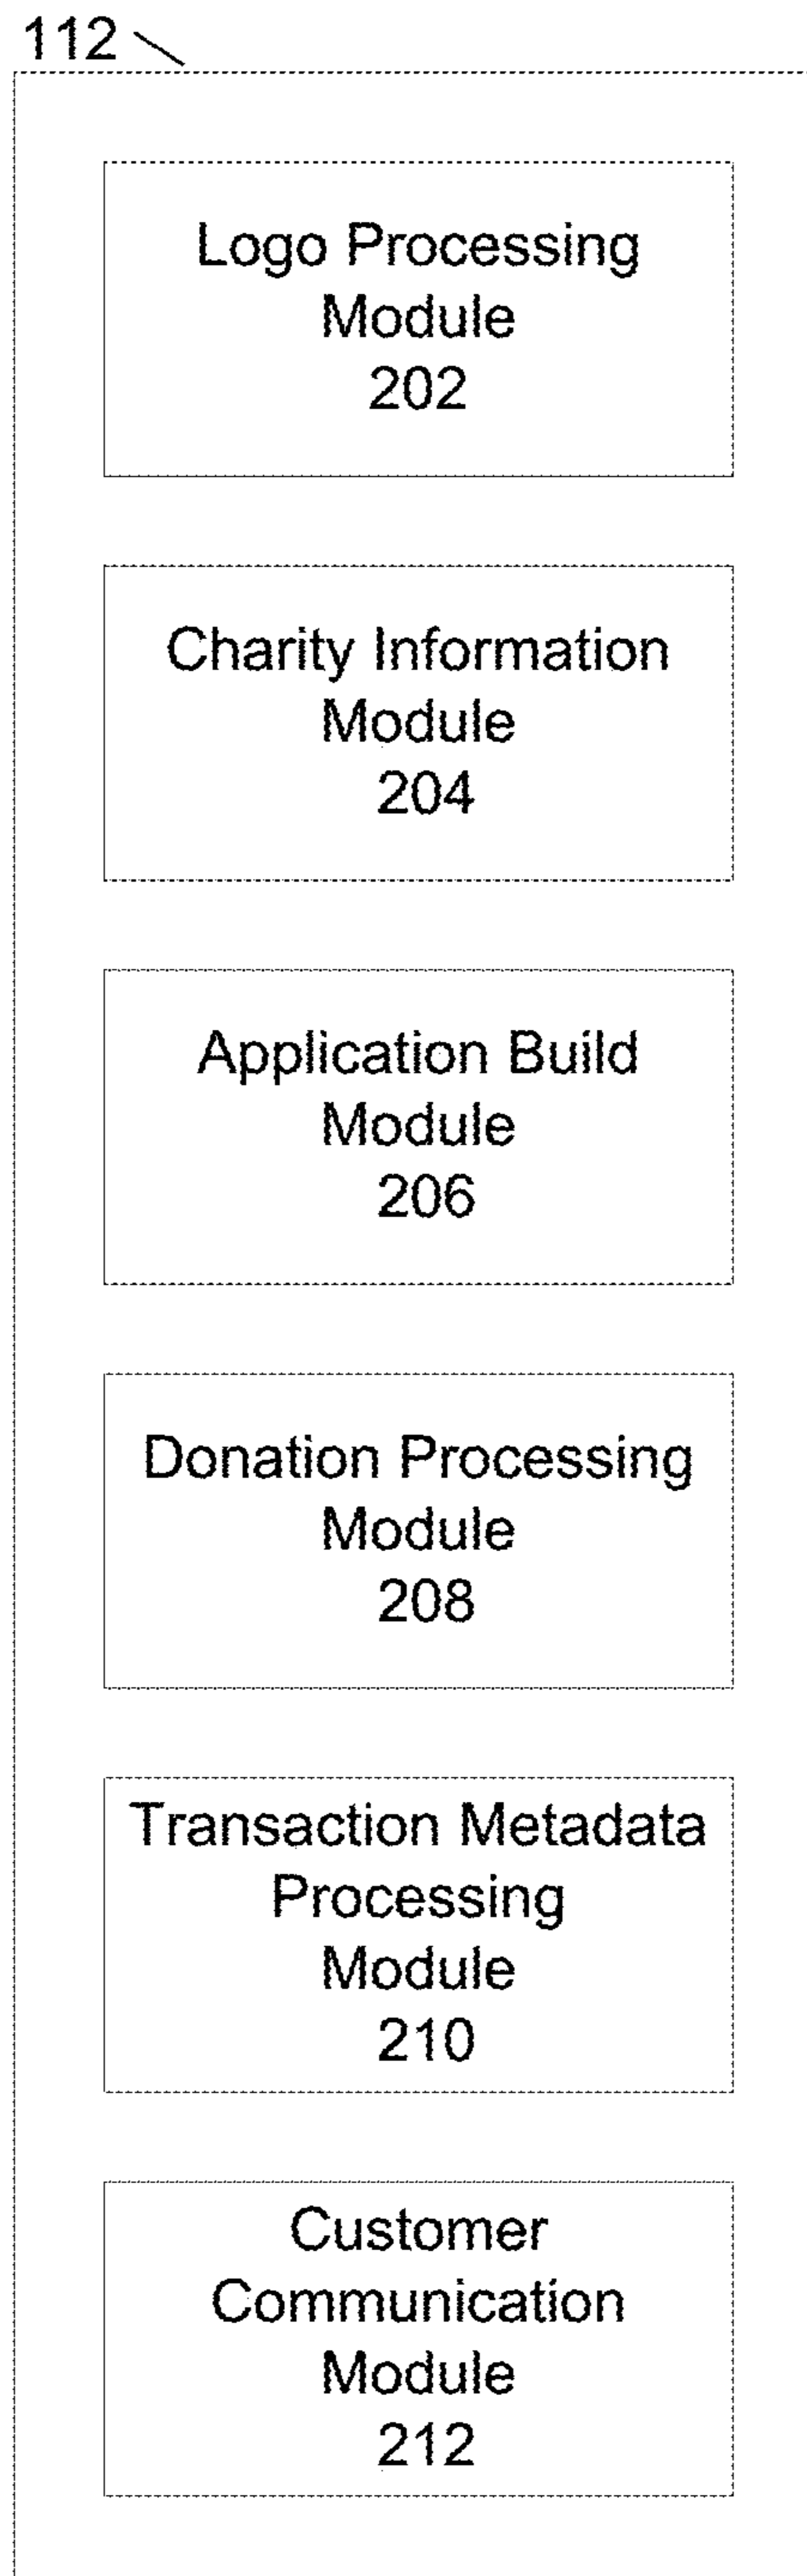 112
Logo Processing
Module
202
Charity Information
Module
204
Application Build
Module
206
Donation Processing
Module
208
Transaction Metadata
Processing
Module
210
Customer
Communication
Module
212